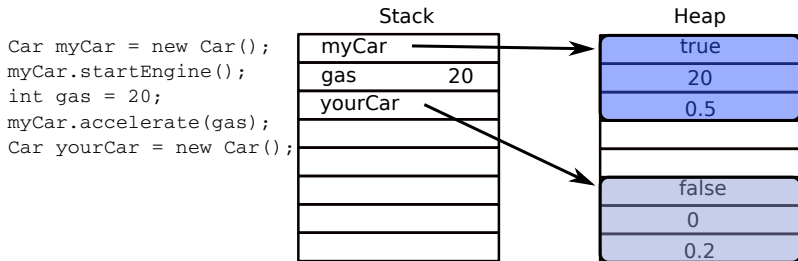 Stack
Heap
Car myCar = new Car();
myCar.startEngine();
int gas = 20;
myCar.accelerate(gas);
Car yourCar = new Car();
myCar
gas 20
yourCar
true
20
0.5
false
0
0.2